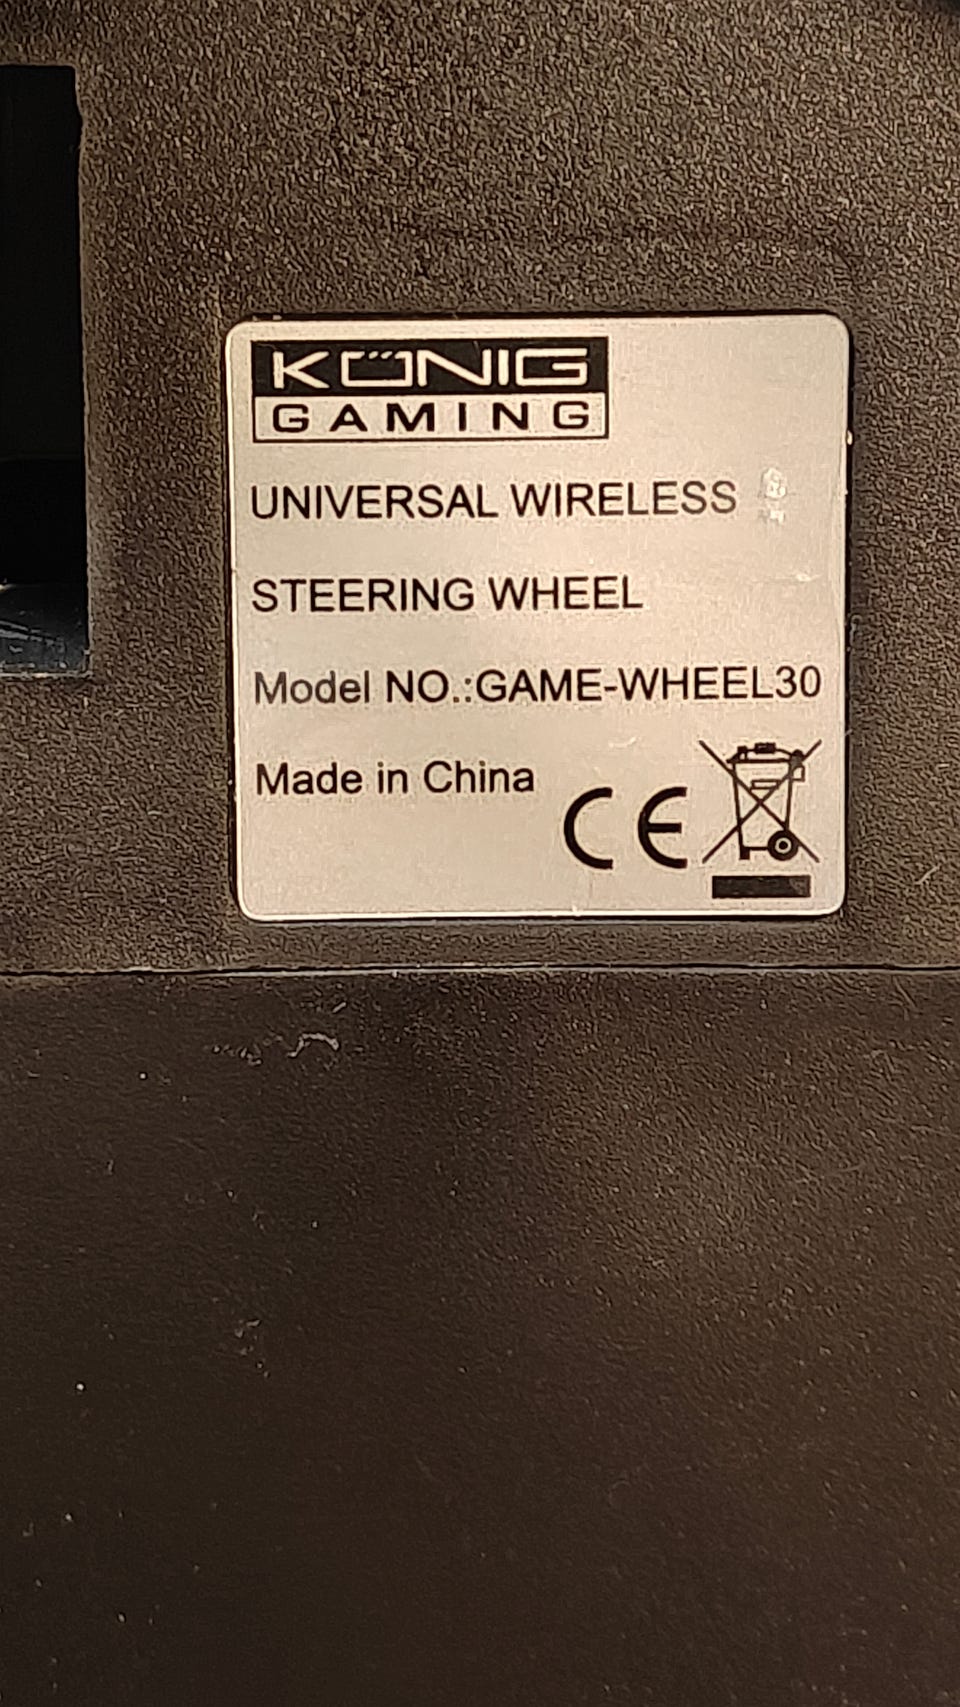 KÖNIG
GAMING
UNIVERSAL WIRELESS
STEERING WHEEL
Model NO.:GAME-WHEEL30
Made in China
CE